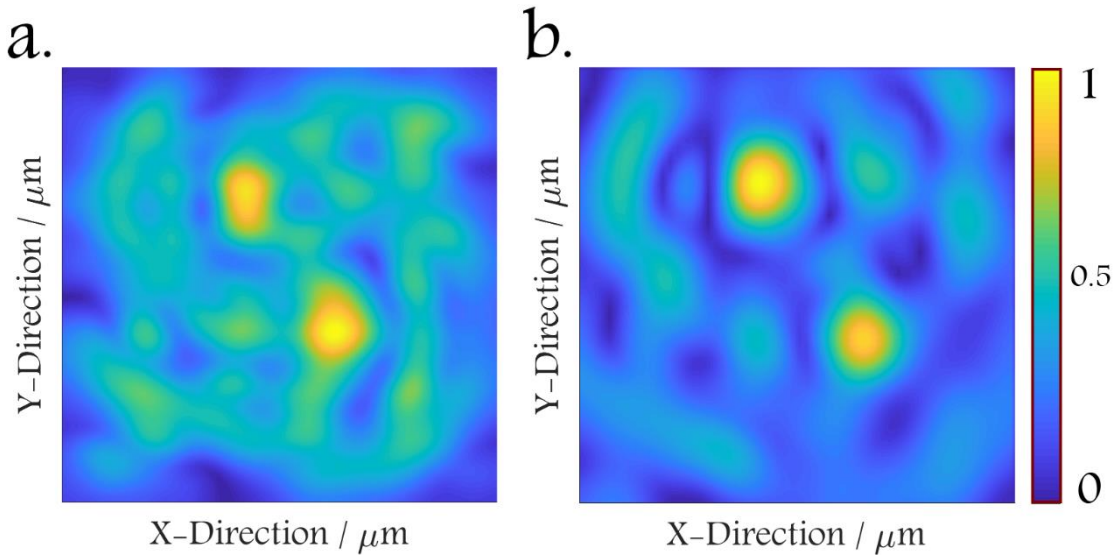 a.
Y-Direction / μm
X-Direction / μm
b.
Y-Direction / μm
X-Direction / μm
1
0.5
0